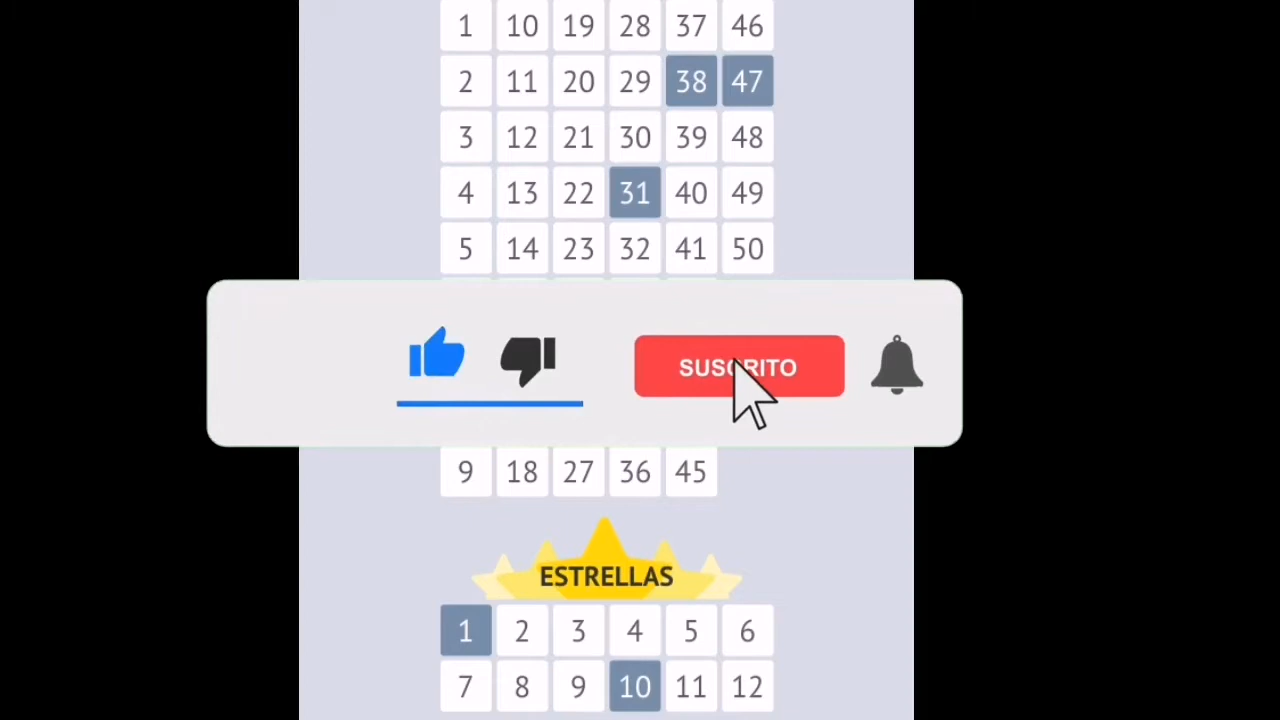 1 10 19 28 37 46
2 11 20 29 38 47
3 12 21 30 39 48
4 13 22 31 40 49
5 14 23 32 41 50
SUSCRITO
9 18 27 36 45
ESTRELLAS
1 2 3 4 5 6
7 8 9 10 11 12